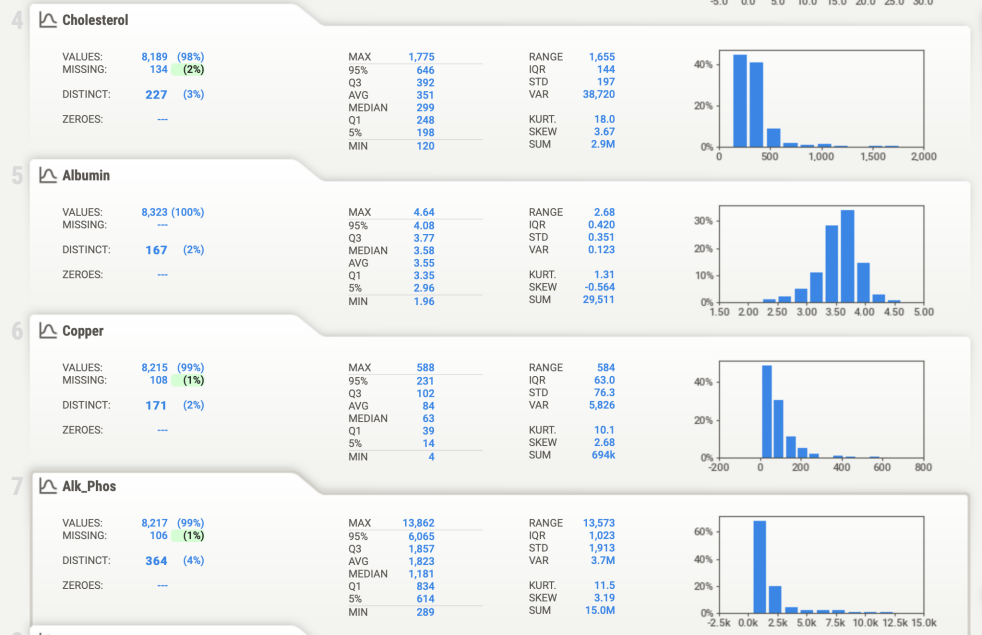 -5.0 0.0 5.0 10.0 15.0 20.0 25.0 30.0
4 Cholesterol
VALUES: 8,189 (98%)
MISSING: 134 (2%)
DISTINCT: 227 (3%)
ZEROES: ---
MAX 1,775
95% 646
Q3 392
AVG 351
MEDIAN 299
Q1 248
5% 198
MIN 120
RANGE 1,655
IQR 144
STD 197
VAR 38,720
KURT. 18.0
SKEW 3.67
SUM 2.9M
40%
20%
0%
0 500 1,000 1,500 2,000
5 Albumin
VALUES: 8,323 (100%)
MISSING: ---
DISTINCT: 167 (2%)
ZEROES: ---
MAX 4.64
95% 4.08
Q3 3.77
MEDIAN 3.58
AVG 3.55
Q1 3.35
5% 2.96
MIN 1.96
RANGE 2.68
IQR 0.420
STD 0.351
VAR 0.123
KURT. 1.31
SKEW -0.564
SUM 29,511
30%
20%
10%
0%
1.50 2.00 2.50 3.00 3.50 4.00 4.50 5.00
6 Copper
VALUES: 8,215 (99%)
MISSING: 108 (1%)
DISTINCT: 171 (2%)
ZEROES: ---
MAX 588
95% 231
Q3 102
AVG 84
MEDIAN 63
Q1 39
5% 14
MIN 4
RANGE 584
IQR 63.0
STD 76.3
VAR 5,826
KURT. 10.1
SKEW 2.68
SUM 694k
40%
20%
0%
-200 0 200 400 600 800
7 Alk_Phos
VALUES: 8,217 (99%)
MISSING: 106 (1%)
DISTINCT: 364 (4%)
ZEROES: ---
MAX 13,862
95% 6,065
Q3 1,857
AVG 1,823
MEDIAN 1,181
Q1 834
5% 614
MIN 289
RANGE 13,573
IQR 1,023
STD 1,913
VAR 3.7M
KURT. 11.5
SKEW 3.19
SUM 15.0M
60%
40%
20%
0%
-2.5k 0.0k 2.5k 5.0k 7.5k 10.0k 12.5k 15.0k